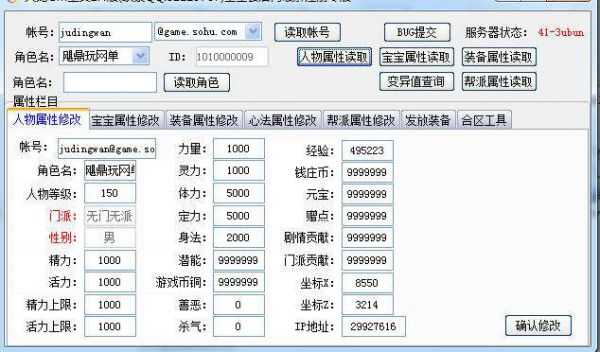 帐号: judingwan @game.sohu.com 读取帐号 BUG提交 服务器状态: 41-3ubun
角色名: 飓鼎玩网单 ID: 1010000009 人物属性读取 宝宝属性读取 装备属性读取
角色名: 读取角色 变异值查询 帮派属性读取
属性栏目
人物属性修改 宝宝属性修改 装备属性修改 心法属性修改 帮派属性修改 发放装备 合区工具
帐号: judingwan@game.so 力量: 1000 经验: 495223
角色名: 飓鼎玩网单 灵力: 1000 钱庄币: 9999999
人物等级: 150 体力: 5000 元宝: 9999999
门派: 无门无派 定力: 5000 赠点: 9999999
性别: 男 身法: 2000 剧情贡献: 9999999
精力: 1000 潜能: 9999999 门派贡献: 9999999
活力: 1000 游戏币铜: 9999999 坐标X: 8550
精力上限: 1000 善恶: 0 坐标Z: 3214
活力上限: 1000 杀气: 0 IP地址: 29927616 确认修改